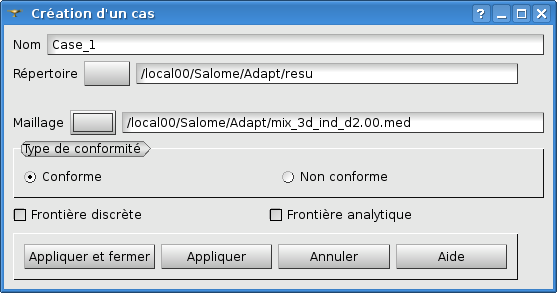 Création d'un cas
Nom Case_1
Répertoire /local00/Salome/Adapt/resu
Maillage /local00/Salome/Adapt/mix_3d_ind_d2.00.med
Type de conformité
Conforme Non conforme
Frontière discrète Frontière analytique
Appliquer et fermer Appliquer Annuler Aide